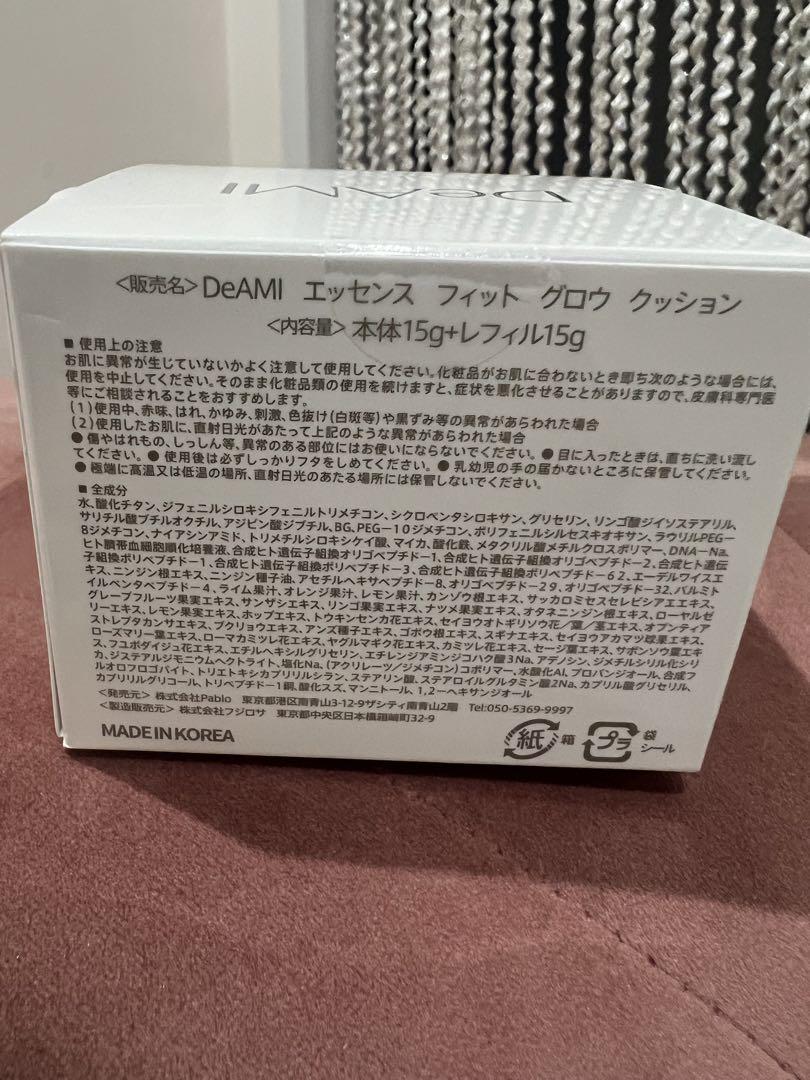 DeAMI
<販売名> DeAMI エッセンス フィット グロウ クッション
<内容量> 本体15g+レフィル15g
■ 使用上の注意
お肌に異常が生じていないかよく注意して使用してください。化粧品がお肌に合わないとき即ち次のような場合には、
使用を中止してください。そのまま化粧品類の使用を続けますと、症状を悪化させることがありますので、皮膚科専門医
等にご相談されることをおすすめします。
(1)使用中、赤味、はれ、かゆみ、刺激、色抜け(白斑等)や黒ずみ等の異常があらわれた場合
(2)使用したお肌に、直射日光があたって上記のような異常があらわれた場合
● 傷やはれもの、しっしん等、異常のある部位にはお使いにならないでください。● 目に入ったときは、直ちに洗い流し
てください。● 使用後は必ずしっかりフタをしめてください。● 乳幼児の手の届かないところに保管してください。
● 極端に高温又は低温の場所、直射日光のあたる場所には保管しないでください。
■ 全成分
水、酸化チタン、ジフェニルシロキシフェニルトリメチコン、シクロペンタシロキサン、グリセリン、リンゴ酸ジイソステアリル、
サリチル酸ブチルオクチル、アジピン酸ジブチル、BG、PEG－10ジメチコン、ポリフェニルシルセスキオキサン、ラウリルPEG－
8ジメチコン、ナイアシンアミド、トリメチルシロキシケイ酸、マイカ、酸化鉄、メタクリル酸メチルクロスポリマー、DNA－Na、
ヒト臍帯血細胞順化培養液、合成ヒト遺伝子組換オリゴペプチド－1、合成ヒト遺伝子組換オリゴペプチド－2、合成ヒト遺伝
子組換ポリペプチド－1、合成ヒト遺伝子組換ポリペプチド－3、合成ヒト遺伝子組換ポリペプチド－62、エーデルワイスエ
キス、ニンジン根エキス、ニンジン種子油、アセチルヘキサペプチド－8、オリゴペプチド－29、オリゴペプチド－32、パルミト
イルペンタペプチド－4、ライム果汁、オレンジ果汁、レモン果汁、カンゾウ根エキス、サッカロミセスセレビシアエエキス、
グレープフルーツ果実エキス、サンザシエキス、リンゴ果実エキス、ナツメ果実エキス、オタネニンジン根エキス、ローヤルゼ
リーエキス、レモン果実エキス、ホップエキス、トウキンセンカ花エキス、セイヨウオトギリソウ花／葉／茎エキス、オプンティア
ストレプタカンサエキス、ブクリョウエキス、アンズ種子エキス、ゴボウ根エキス、スギナエキス、セイヨウアカマツ球果エキス、
ローズマリー葉エキス、ローマカミツレ花エキス、ヤグルマギク花エキス、カミツレ花エキス、セージ葉エキス、サボンソウ葉エキ
ス、フユボダイジュ花エキス、エチルヘキシルグリセリン、エチレンジアミンジコハク酸3Na、アデノシン、ジメチルシリル化シリ
カ、ジステアルジモニウムヘクトライト、塩化Na、(アクリレーツ／ジメチコン)コポリマー、水酸化Al、プロパンジオール、合成フ
ルオロフロゴパイト、トリエトキシカプリリルシラン、ステアリン酸、ステアロイルグルタミン酸2Na、カプリル酸グリセリル、
カプリリルグリコール、トリペプチド－1銅、酸化スズ、マンニトール、1,2－ヘキサンジオール
<発売元> 株式会社Pablo 東京都港区南青山3-12-9ザシティ南青山2階 Tel:050-5369-9997
<製造販売元> 株式会社フジロサ 東京都中央区日本橋箱崎町32-9
MADE IN KOREA
紙 箱 プラ 袋
シール